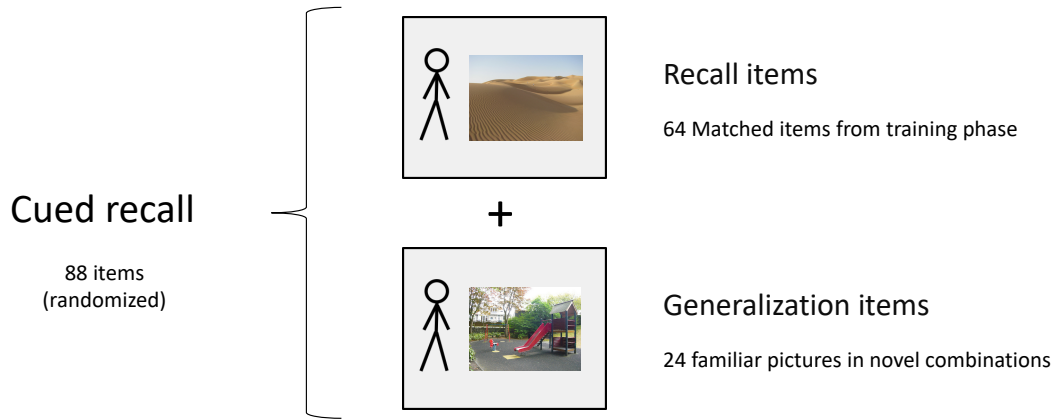 Recall items
64 Matched items from training phase
Cued recall
88 items
(randomized)
+
Generalization items
24 familiar pictures in novel combinations